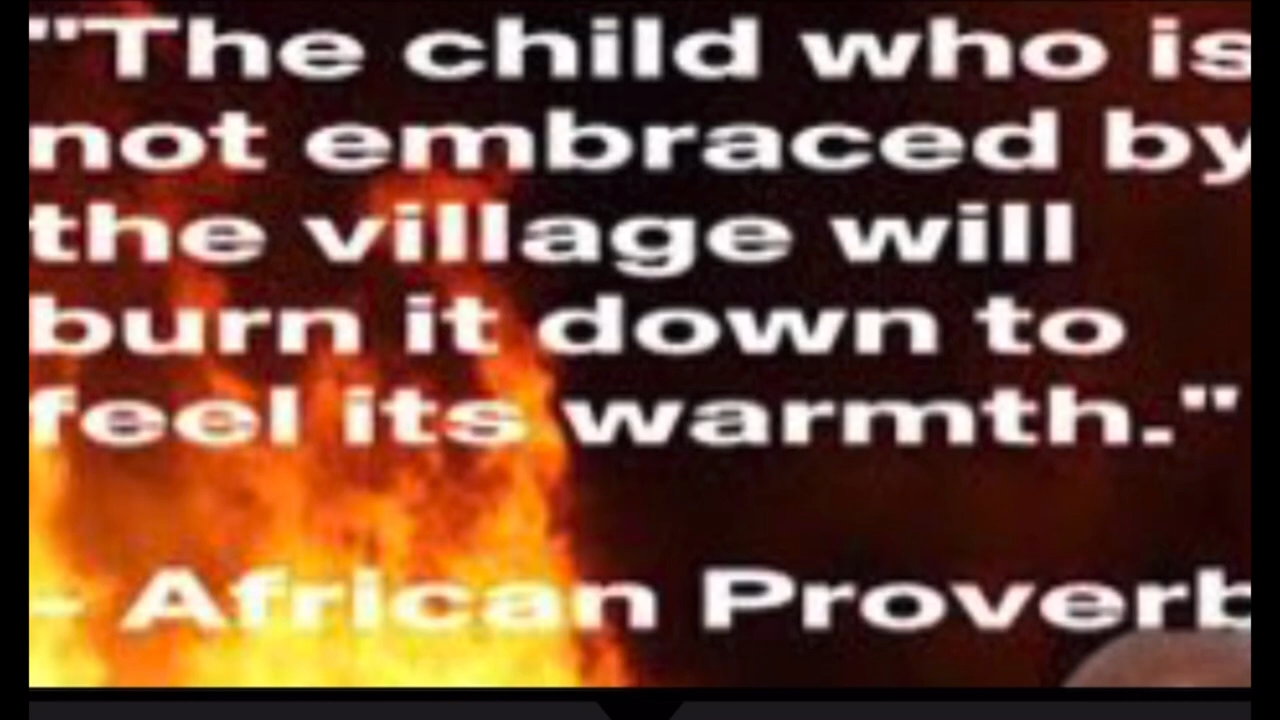 "The child who is
not embraced by
the village will
burn it down to
feel its warmth."
- African Proverb